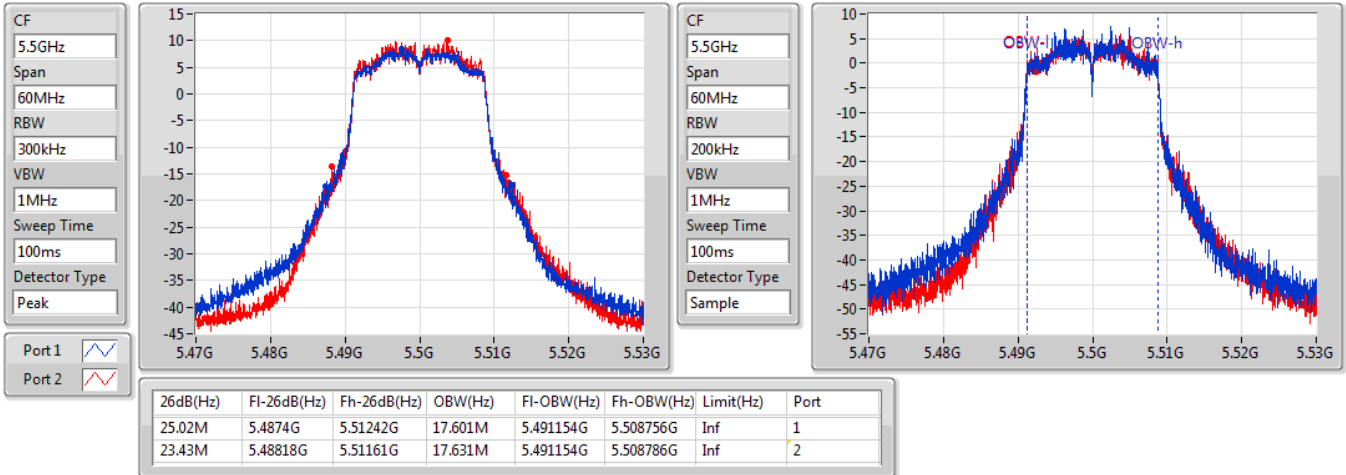 CF
5.5GHz
Span
60MHz
RBW
300kHz
VBW
1MHz
Sweep Time
100ms
Detector Type
Peak
15
10
5
0
-5
-10
-15
-20
-25
-30
-35
-40
-45
5.47G 5.48G 5.49G 5.5G 5.51G 5.52G 5.53G
CF
5.5GHz
Span
60MHz
RBW
200kHz
VBW
1MHz
Sweep Time
100ms
Detector Type
Sample
10
5
0
-5
-10
-15
-20
-25
-30
-35
-40
-45
-50
-55
OBW-l OBW-h
5.47G 5.48G 5.49G 5.5G 5.51G 5.52G 5.53G
Port 1
Port 2
26dB(Hz) Fl-26dB(Hz) Fh-26dB(Hz) OBW(Hz) Fl-OBW(Hz) Fh-OBW(Hz) Limit(Hz) Port
25.02M 5.4874G 5.51242G 17.601M 5.491154G 5.508756G Inf 1
23.43M 5.48818G 5.51161G 17.631M 5.491154G 5.508786G Inf 2